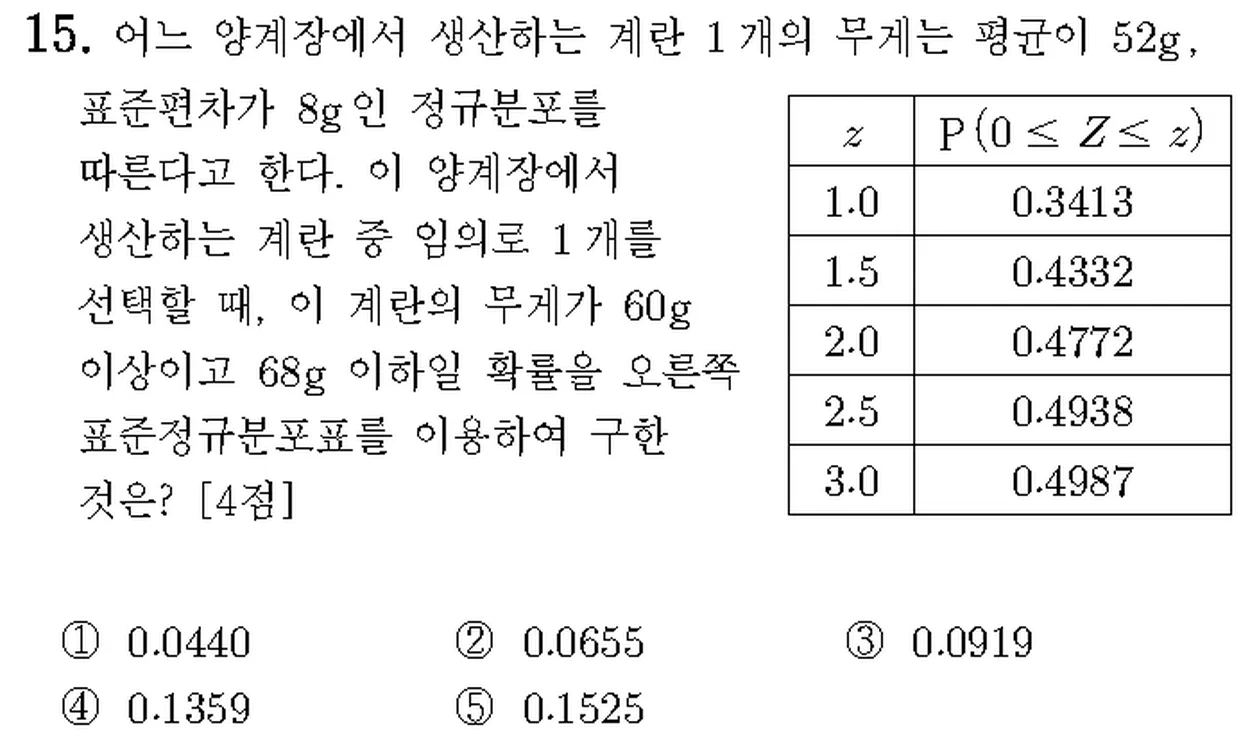 15. 어느 양계장에서 생산하는 계란 1개의 무게는 평균이 52g,
표준편차가 8g인 정규분포를
따른다고 한다. 이 양계장에서
생산하는 계란 중 임의로 1개를
선택할 때, 이 계란의 무게가 60g
이상이고 68g 이하일 확률을 오른쪽
표준정규분포표를 이용하여 구한
것은? [4점]
z P(0 ≤ Z ≤ z)
1.0 0.3413
1.5 0.4332
2.0 0.4772
2.5 0.4938
3.0 0.4987
① 0.0440 ② 0.0655 ③ 0.0919
④ 0.1359 ⑤ 0.1525